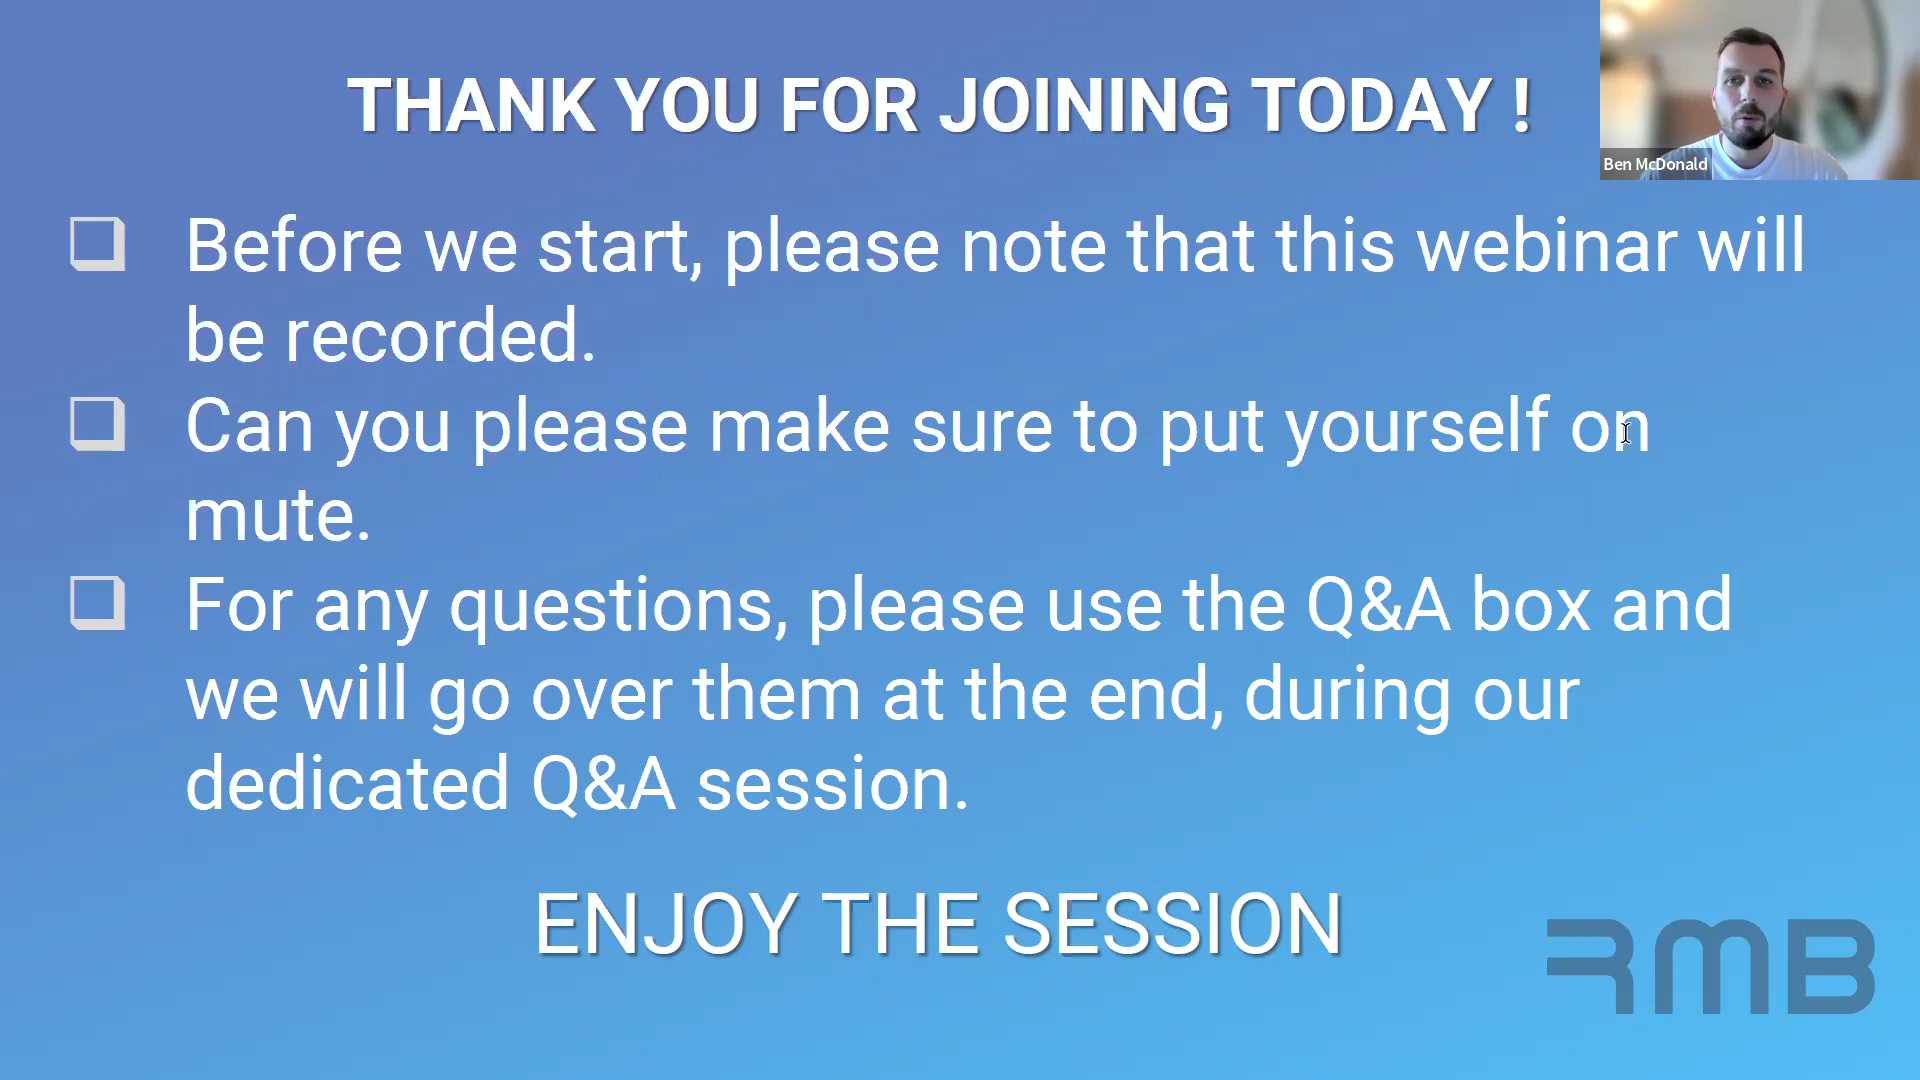 THANK YOU FOR JOINING TODAY !
Ben McDonald
Before we start, please note that this webinar will
be recorded.
Can you please make sure to put yourself on
mute.
For any questions, please use the Q&A box and
we will go over them at the end, during our
dedicated Q&A session.
ENJOY THE SESSION
RMB